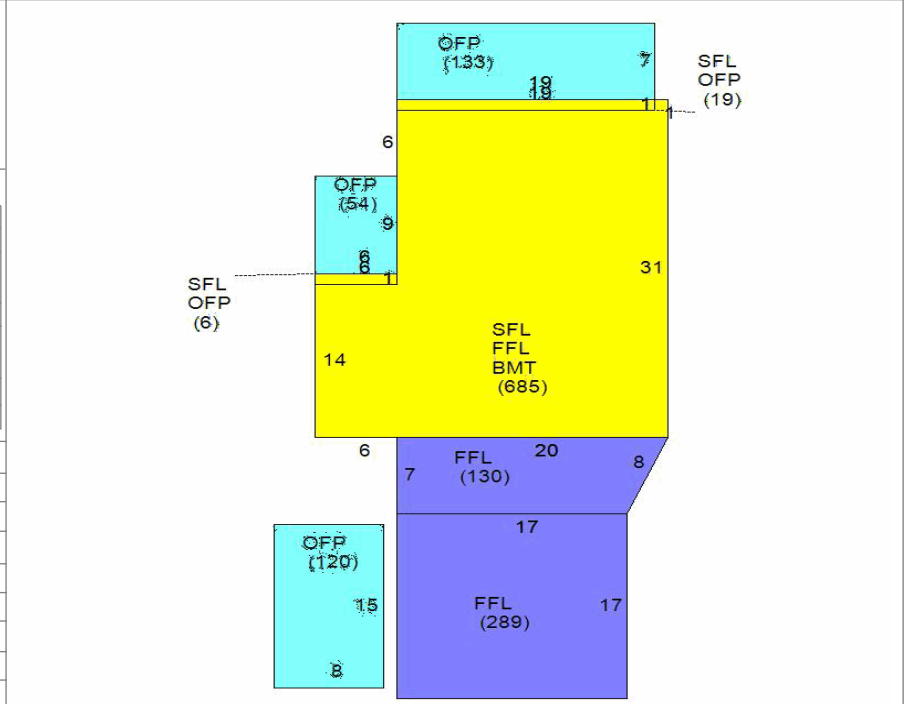 OFP
(133)
7
19
19
1
1
SFL
OFP
(19)
6
OFP
(54)
9
6
6
1
SFL
OFP
(6)
31
14
SFL
FFL
BMT
(685)
6
20
FFL
(130)
7
8
17
OFP
(120)
15
8
FFL
(289)
17